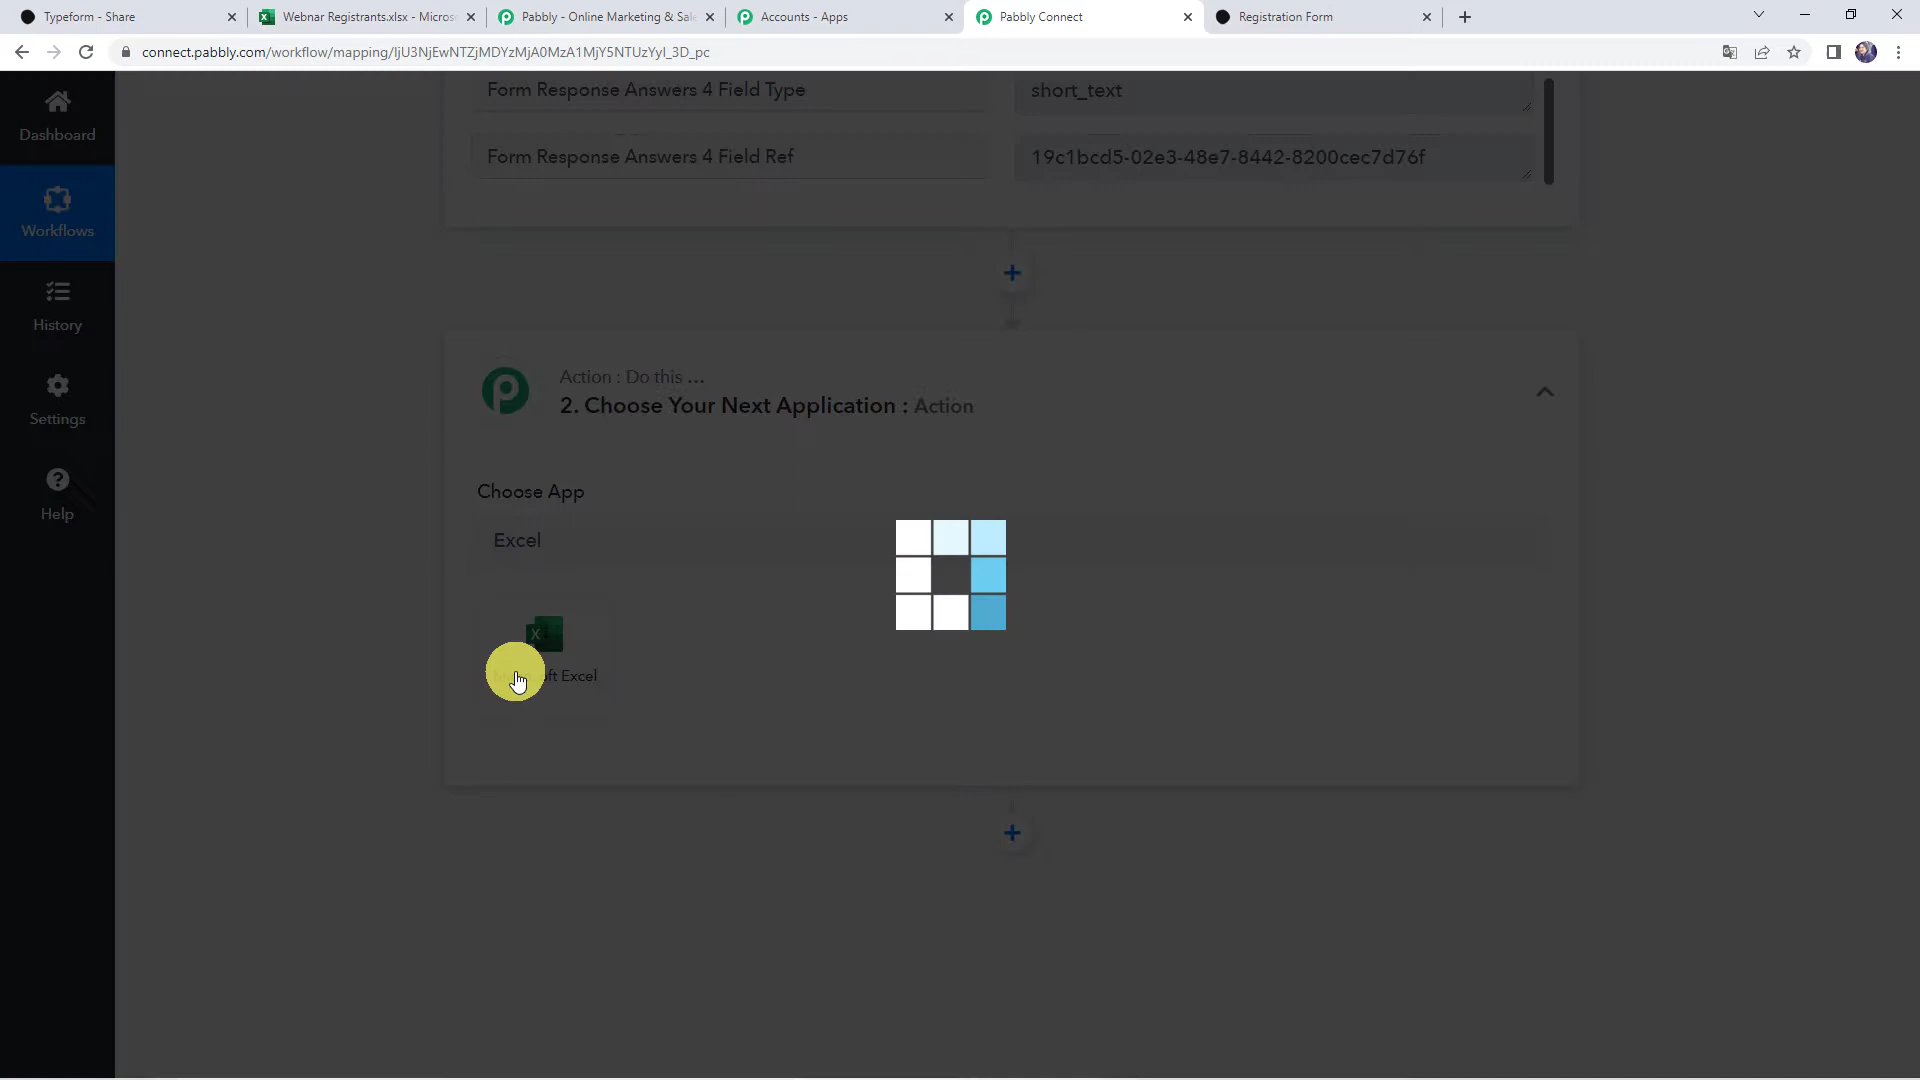 Typeform - Share
Webnar Registrants.xlsx - Micros
Pabbly - Online Marketing & Sal
Accounts - Apps
Pabbly Connect
Registration Form
connect.pabbly.com/workflow/mapping/IjU3NjEwNTZjMDYzMjA0MzA1MjY5NTUzYyI_3D_pc
Dashboard
Workflows
History
Settings
Help
Form Response Answers 4 Field Type
short_text
Form Response Answers 4 Field Ref
19c1bcd5-02e3-48e7-8442-8200cec7d76f
Action : Do this ...
2. Choose Your Next Application : Action
Choose App
Excel
Excel